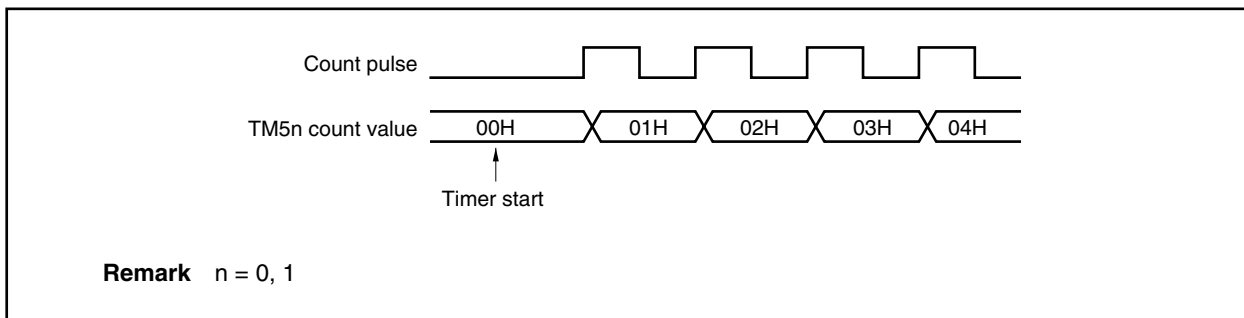 Count pulse
TM5n count value 00H 01H 02H 03H 04H
Timer start
Remark n = 0, 1